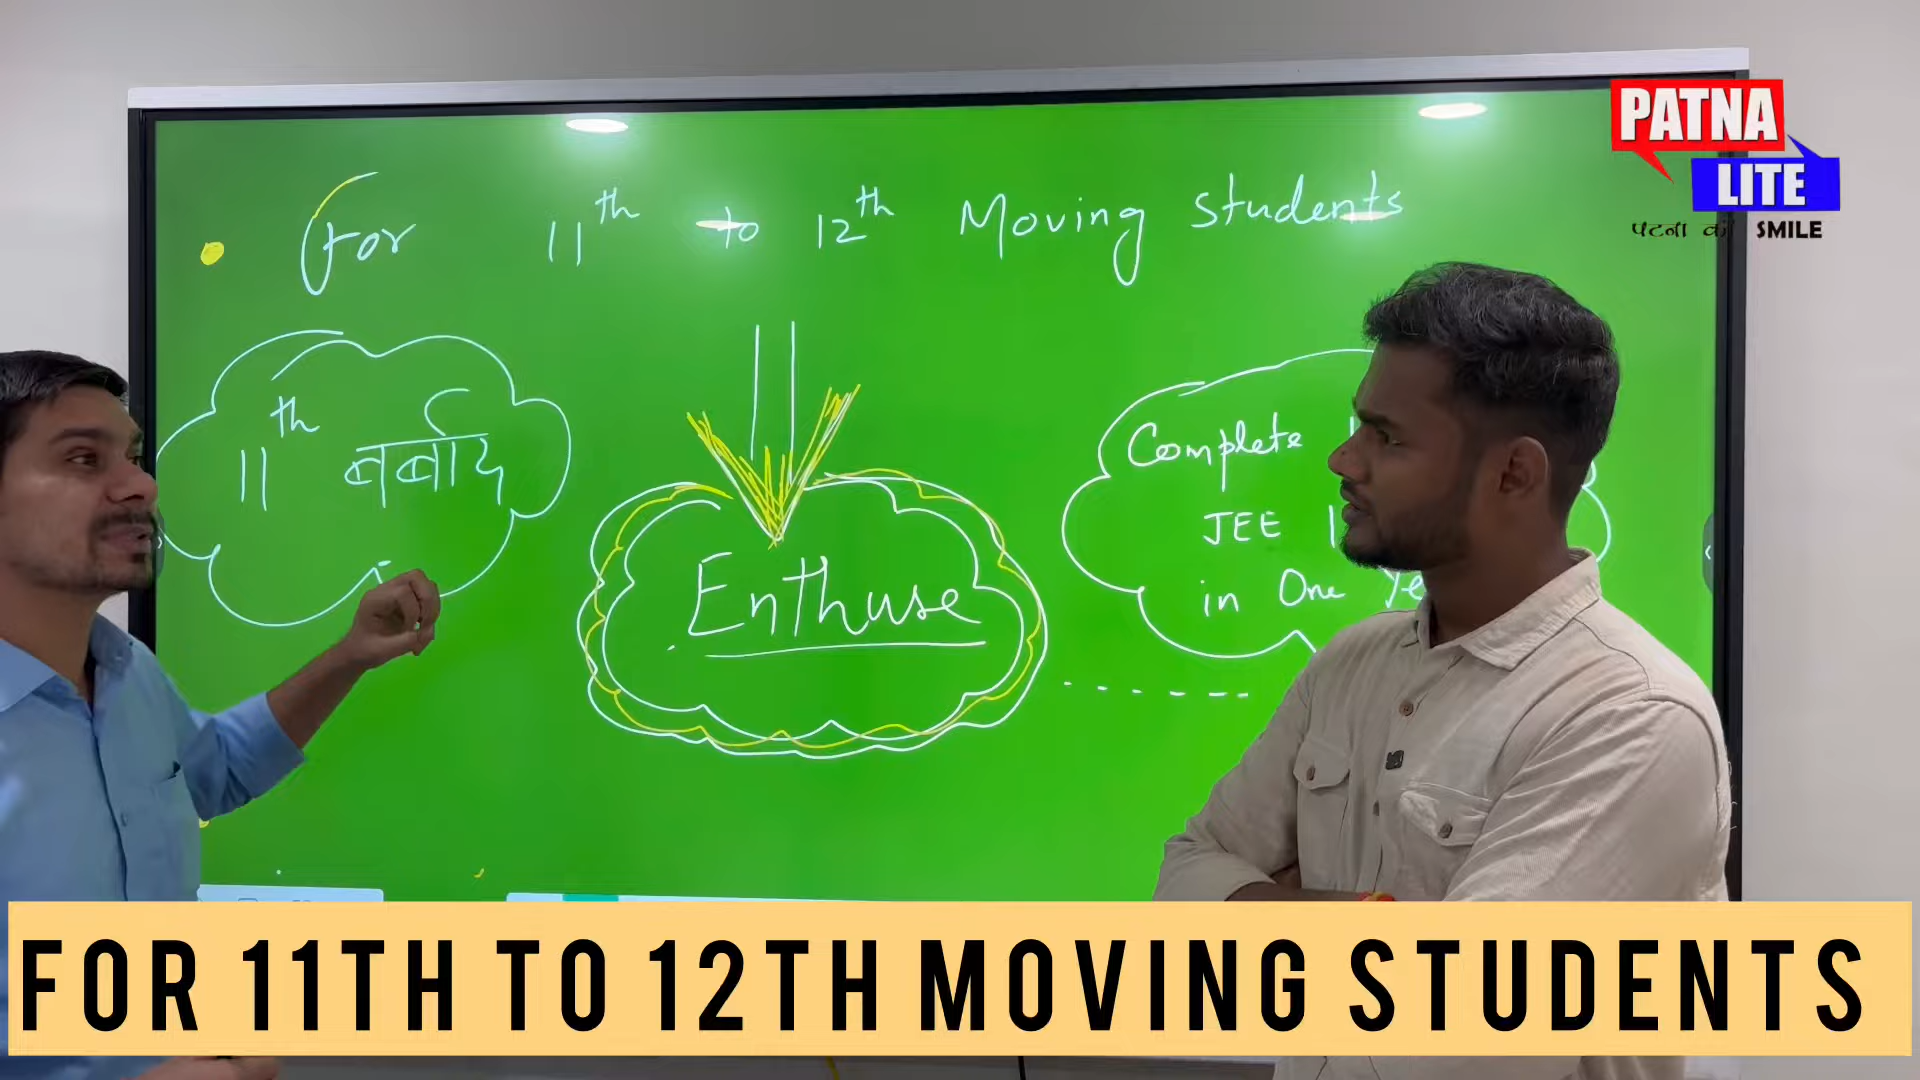 PATNA
LITE
पटना की SMILE
For 11th to 12th Moving Students
11th बर्बाद
Enthuse
Complete
JEE
in One
FOR 11TH TO 12TH MOVING STUDENTS